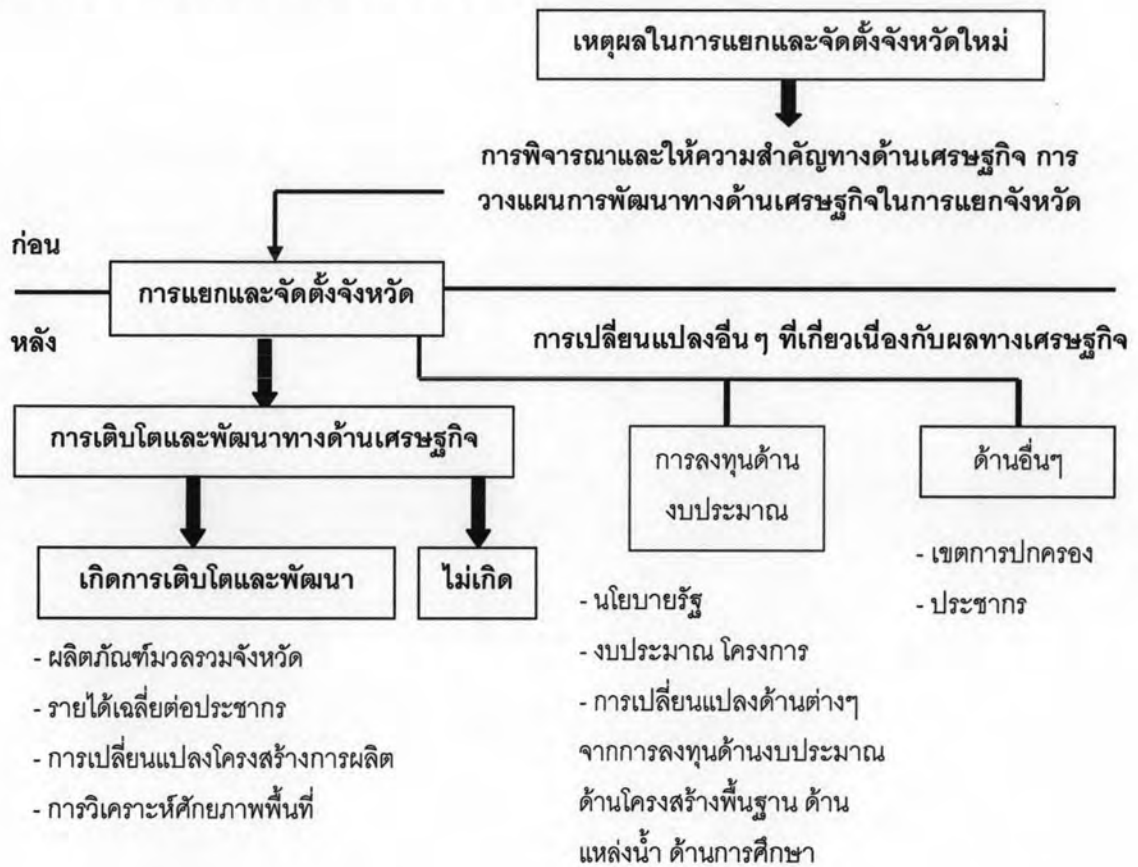 เหตุผลในการแยกและจัดตั้งจังหวัดใหม่
การพิจารณาและให้ความสำคัญทางด้านเศรษฐกิจ การ
วางแผนการพัฒนาทางด้านเศรษฐกิจในการแยกจังหวัด
ก่อน
การแยกและจัดตั้งจังหวัด
หลัง
การเปลี่ยนแปลงอื่นๆ ที่เกี่ยวเนื่องกับผลทางเศรษฐกิจ
การเติบโตและพัฒนาทางด้านเศรษฐกิจ
เกิดการเติบโตและพัฒนา
ไม่เกิด
- ผลิตภัณฑ์มวลรวมจังหวัด
- รายได้เฉลี่ยต่อประชากร
- การเปลี่ยนแปลงโครงสร้างการผลิต
- การวิเคราะห์ศักยภาพพื้นที่
การลงทุนด้าน
งบประมาณ
- นโยบายรัฐ
- งบประมาณ โครงการ
- การเปลี่ยนแปลงด้านต่างๆ
จากการลงทุนด้านงบประมาณ
ด้านโครงสร้างพื้นฐาน ด้าน
แหล่งน้ำ ด้านการศึกษา
ด้านอื่นๆ
- เขตการปกครอง
- ประชากร